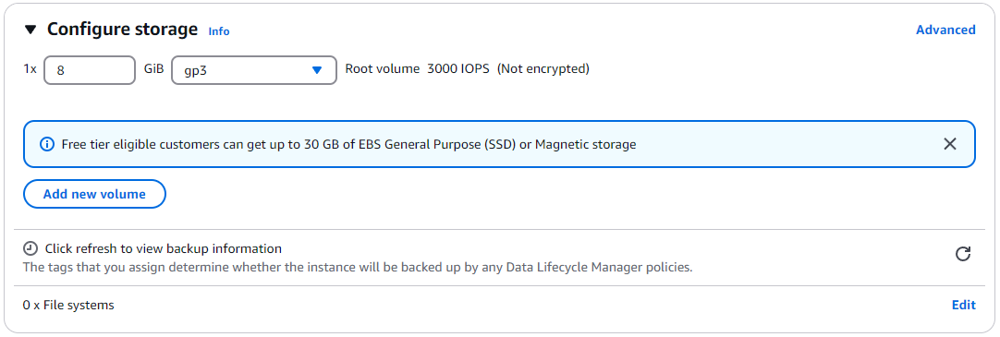 Configure storage Info Advanced
1x 8 GiB gp3 Root volume 3000 IOPS (Not encrypted)
Free tier eligible customers can get up to 30 GB of EBS General Purpose (SSD) or Magnetic storage
Add new volume
Click refresh to view backup information
The tags that you assign determine whether the instance will be backed up by any Data Lifecycle Manager policies.
0 x File systems Edit